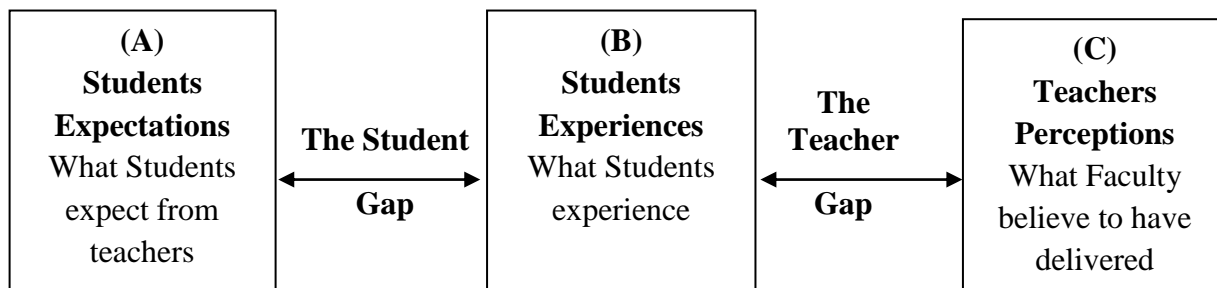 (A)
Students
Expectations
What Students
expect from
teachers
The Student
Gap
(B)
Students
Experiences
What Students
experience
The
Teacher
Gap
(C)
Teachers
Perceptions
What Faculty
believe to have
delivered